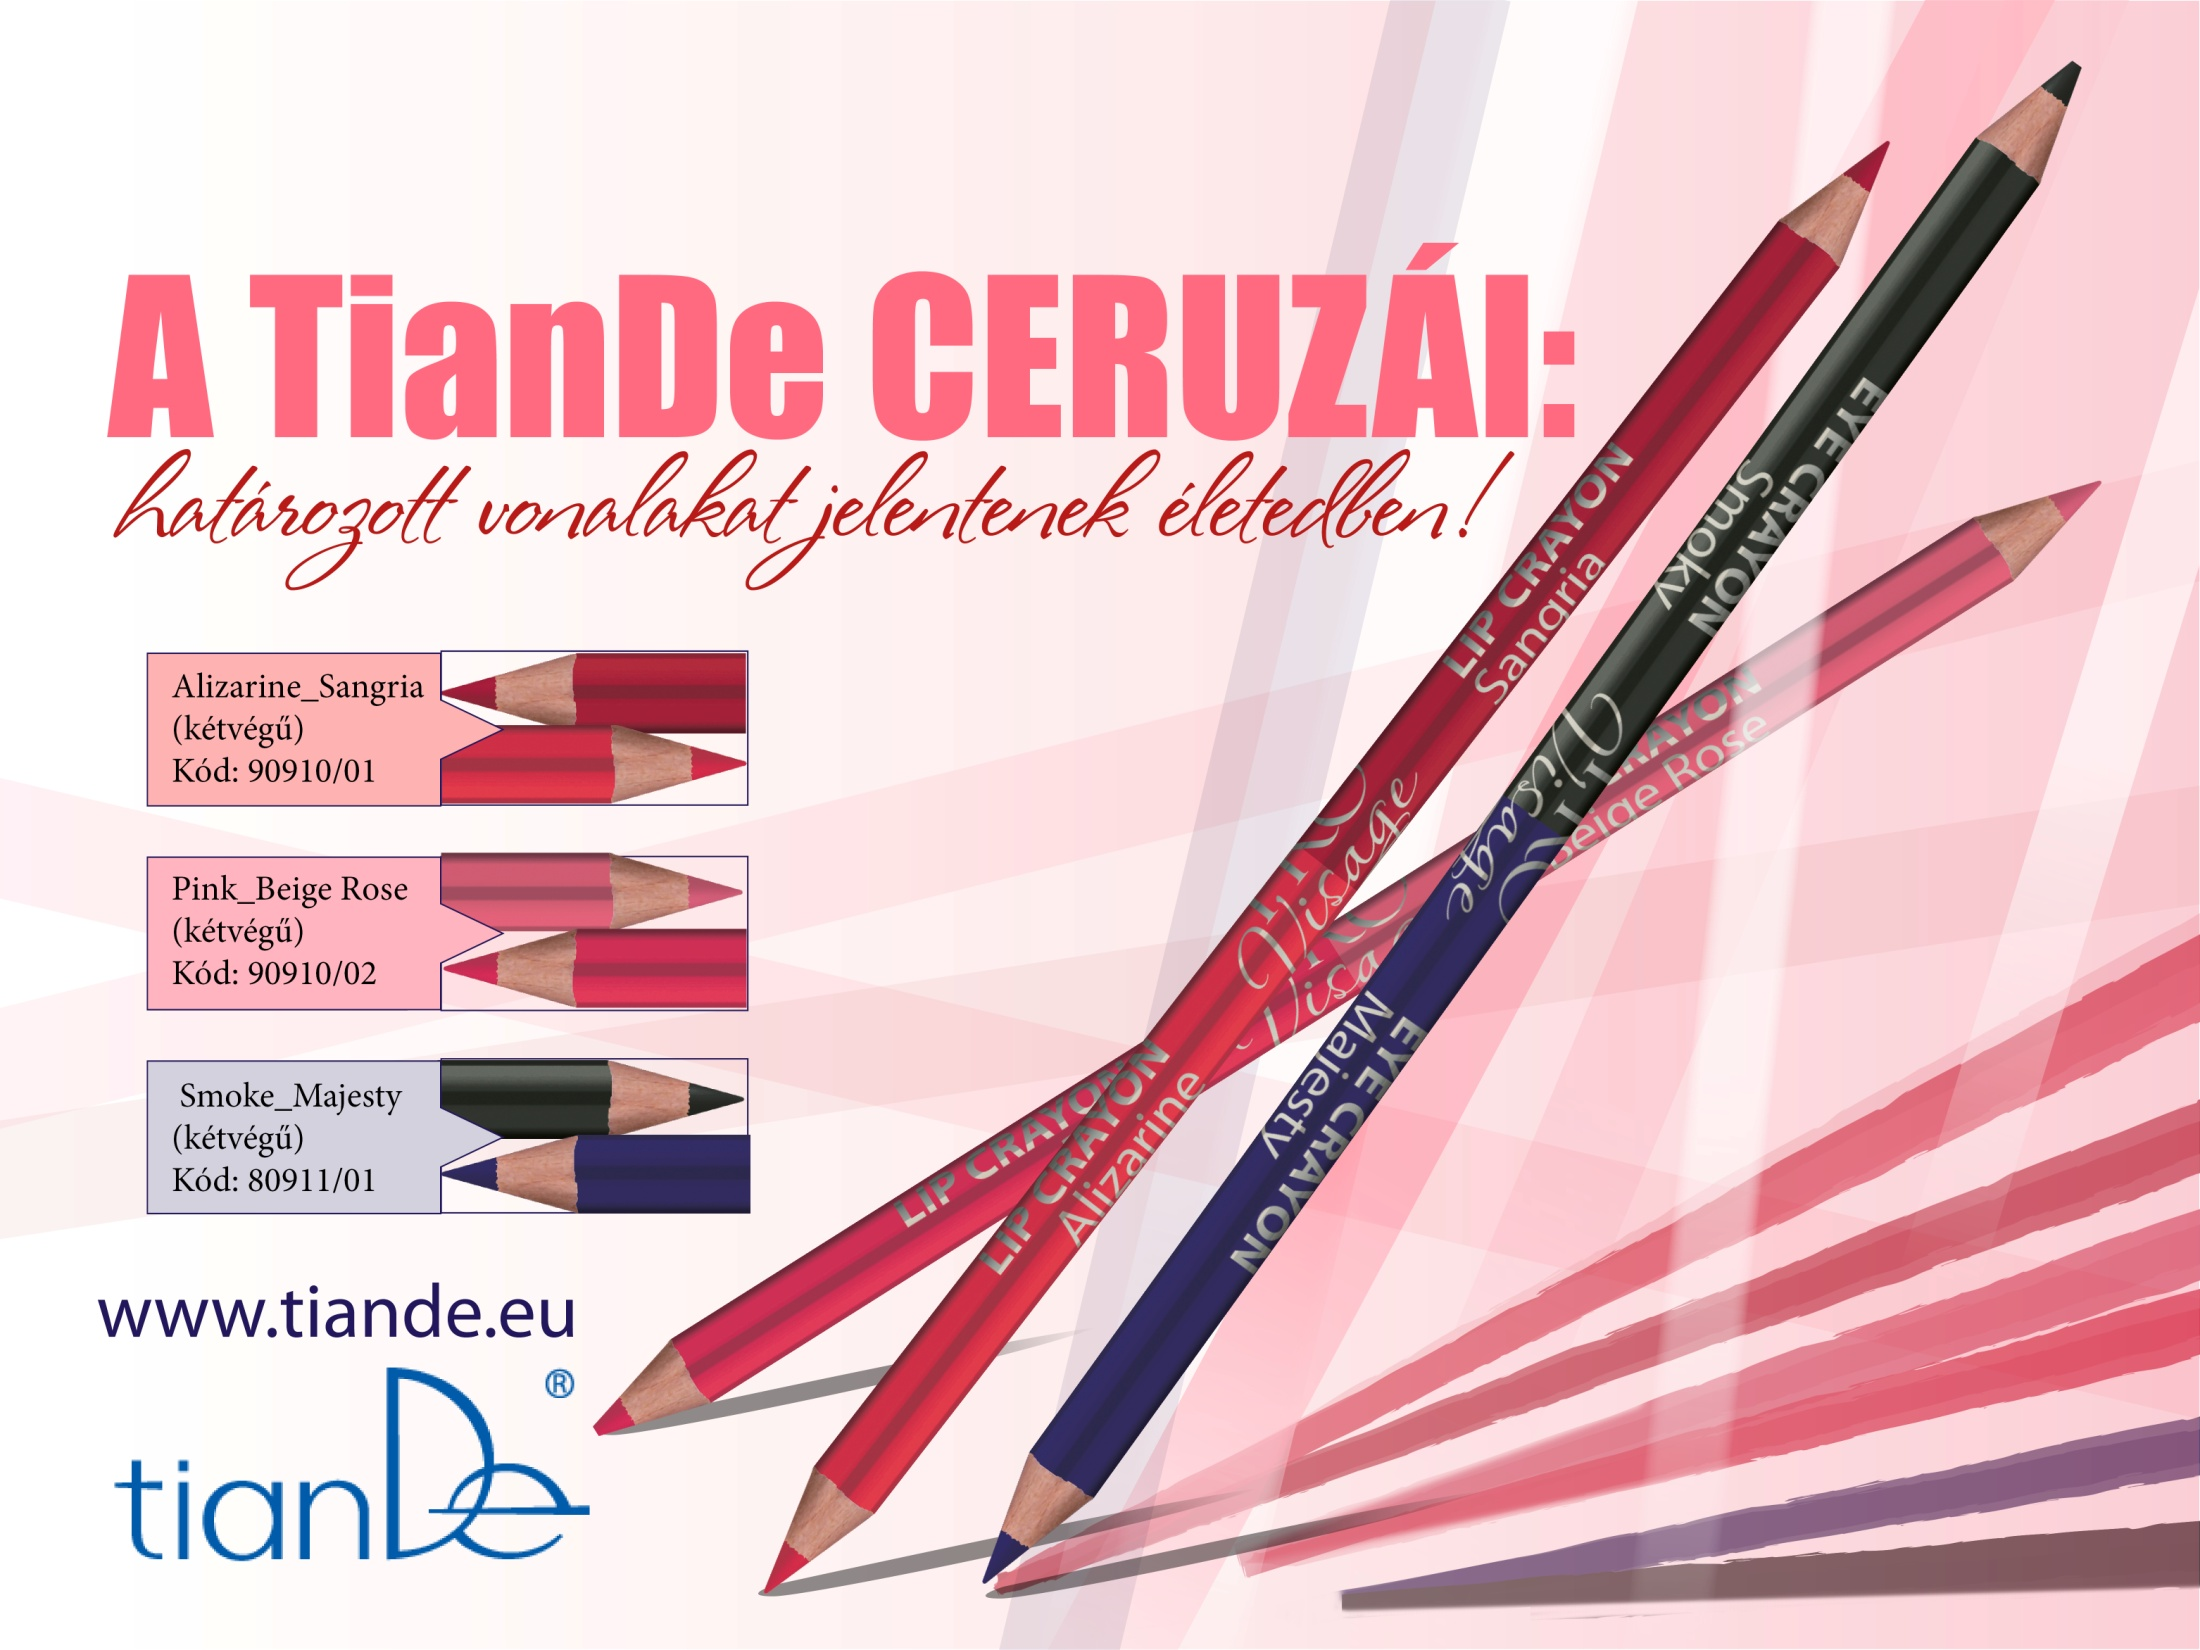 A TianDe CERUZÁI:
határozott vonalakat jelentenek életedben!
Alizarine_Sangria
(kétvégű)
Kód: 90910/01
Pink_Beige Rose
(kétvégű)
Kód: 90910/02
Smoke_Majesty
(kétvégű)
Kód: 80911/01
www.tiande.eu
tianDe®
LIP CRAYON
Sangria
Visage
LIP CRAYON
Alizarine
EYE CRAYON
Smoky
Visage
EYE CRAYON
Majesty
Beige Rose
LIP CRAYON